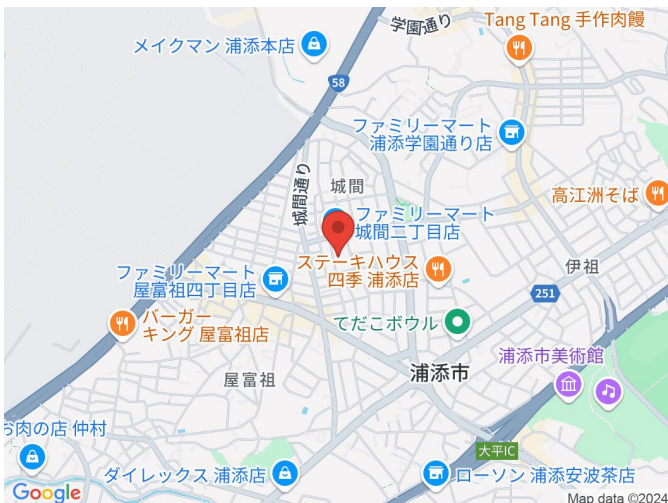 Tang Tang 手作肉饅
学園通り
メイクマン 浦添本店
58
ファミリーマート
浦添学園通り店
城間
高江洲そば
城間通り
ファミリーマート
城間二丁目店
ステーキハウス
四季 浦添店
伊祖
ファミリーマート
屋富祖四丁目店
251
バーガー
キング 屋富祖店
てだこボウル
浦添市美術館
浦添市
屋富祖
お肉の店 仲村
大平IC
ダイレックス 浦添店
ローソン 浦添安波茶店
Google
Map data ©2024